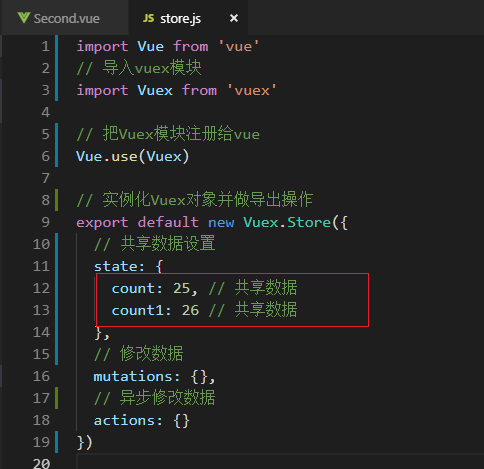 Second.vue store.js ×
1 import Vue from 'vue'
2 // 导入vuex模块
3 import Vuex from 'vuex'
4
5 // 把Vuex模块注册给vue
6 Vue.use(Vuex)
7
8 // 实例化Vuex对象并做导出操作
9 export default new Vuex.Store({
10 // 共享数据设置
11 state: {
12 count: 25, // 共享数据
13 count1: 26 // 共享数据
14 },
15 // 修改数据
16 mutations: {},
17 // 异步修改数据
18 actions: {}
19 })
20